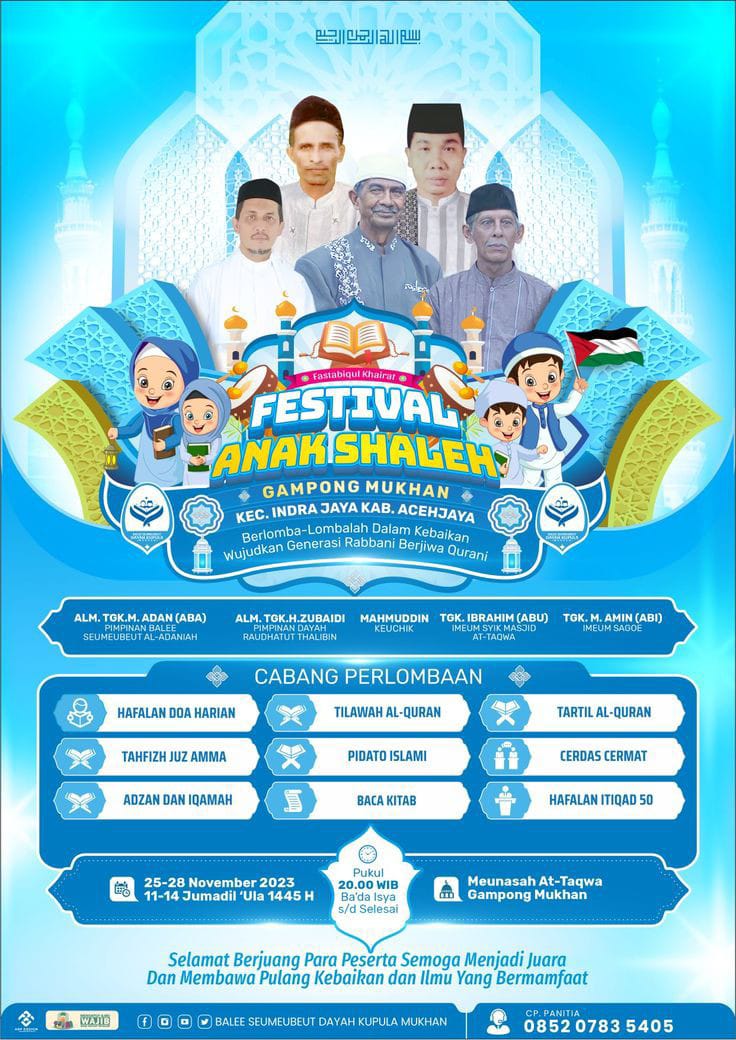 Fastabiqul Khairat
FESTIVAL
ANAK SHALEH
GAMPONG MUKHAN
KEC. INDRA JAYA KAB. ACEHJAYA
Berlomba-Lombalah Dalam Kebaikan
Wujudkan Generasi Rabbani Berjiwa Qurani
DAYAH KUPULA
DAYAH KUPULA
ALM. TGK.M. ADAN (ABA)
PIMPINAN BALEE
SEUMEUBEUT AL-ADANIAH
ALM. TGK.H.ZUBAIDI
PIMPINAN DAYAH
RAUDHATUT THALIBIN
MAHMUDDIN
KEUCHIK
TGK. IBRAHIM (ABU)
IMEUM SYIK MASJID
AT-TAQWA
TGK. M. AMIN (ABI)
IMEUM SAGOE
CABANG PERLOMBAAN
HAFALAN DOA HARIAN
TILAWAH AL-QURAN
TARTIL AL-QURAN
TAHFIZH JUZ AMMA
PIDATO ISLAMI
CERDAS CERMAT
ADZAN DAN IQAMAH
BACA KITAB
HAFALAN ITIQAD 50
25-28 November 2023
11-14 Jumadil ‘Ula 1445 H
Pukul
20.00 WIB
Ba’da Isya
s/d Selesai
Meunasah At-Taqwa
Gampong Mukhan
Selamat Berjuang Para Peserta Semoga Menjadi Juara
Dan Membawa Pulang Kebaikan dan Ilmu Yang Bermamfaat
WAJIB
BALEE SEUMEUBEUT DAYAH KUPULA MUKHAN
CP. PANITIA
0852 0783 5405